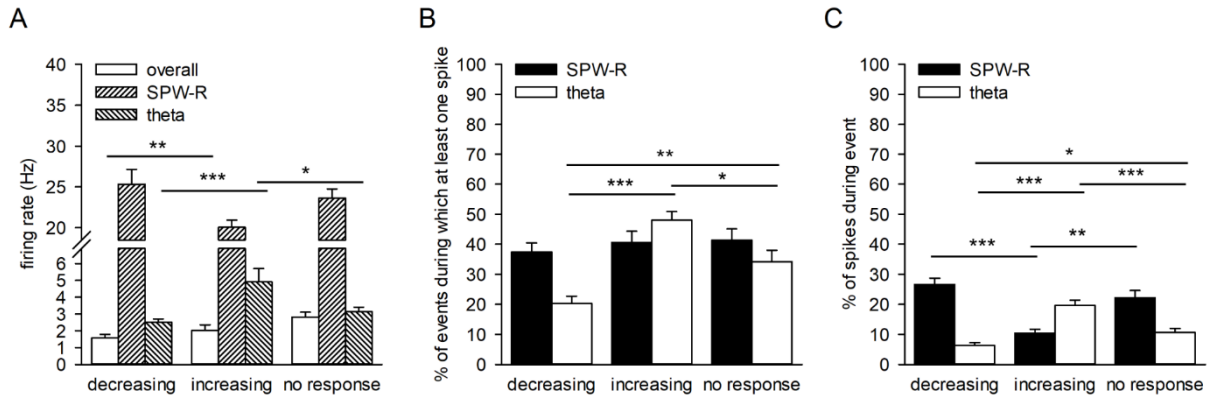 A
firing rate (Hz)
40
35
30
25
20
6
5
4
3
2
1
0
overall
SPW-R
theta
**
***
*
decreasing increasing no response
B
% of events during which at least one spike
100
90
80
70
60
50
40
30
20
10
0
SPW-R
theta
**
***
*
decreasing increasing no response
C
% of spikes during event
100
90
80
70
60
50
40
30
20
10
0
SPW-R
theta
*
***
***
***
**
decreasing increasing no response